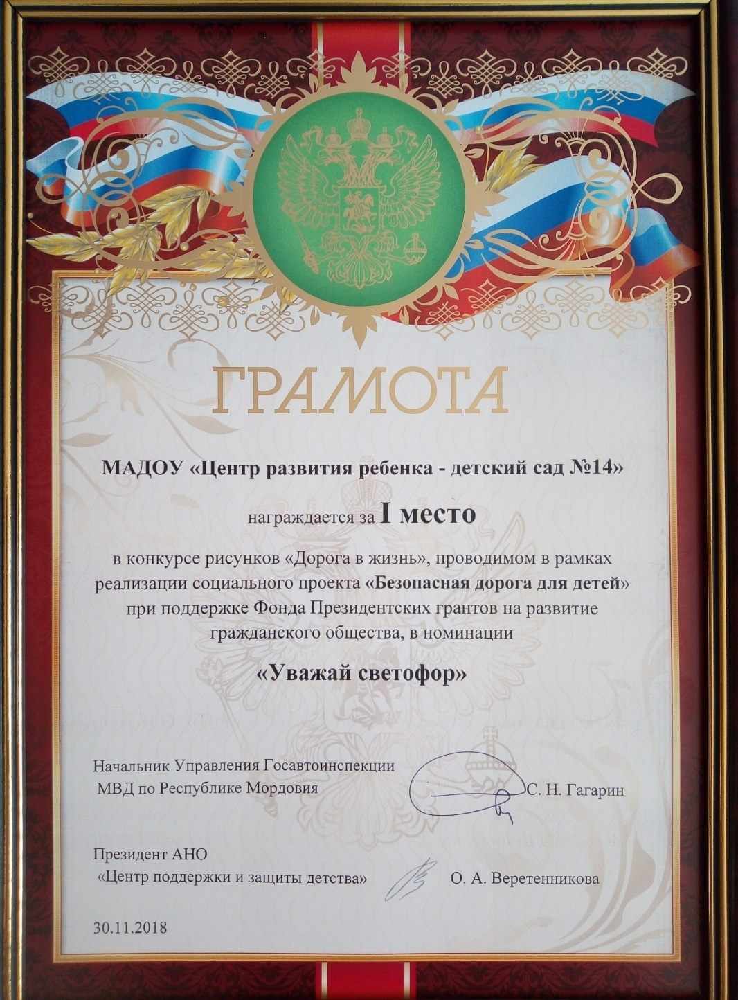 ГРАМОТА
МАДОУ «Центр развития ребенка - детский сад №14»
награждается за I место
в конкурсе рисунков «Дорога в жизнь», проводимом в рамках
реализации социального проекта «Безопасная дорога для детей»
при поддержке Фонда Президентских грантов на развитие
гражданского общества, в номинации
«Уважай светофор»
Начальник Управления Госавтоинспекции
МВД по Республике Мордовия
С. Н. Гагарин
Президент АНО
«Центр поддержки и защиты детства»
О. А. Веретенникова
30.11.2018